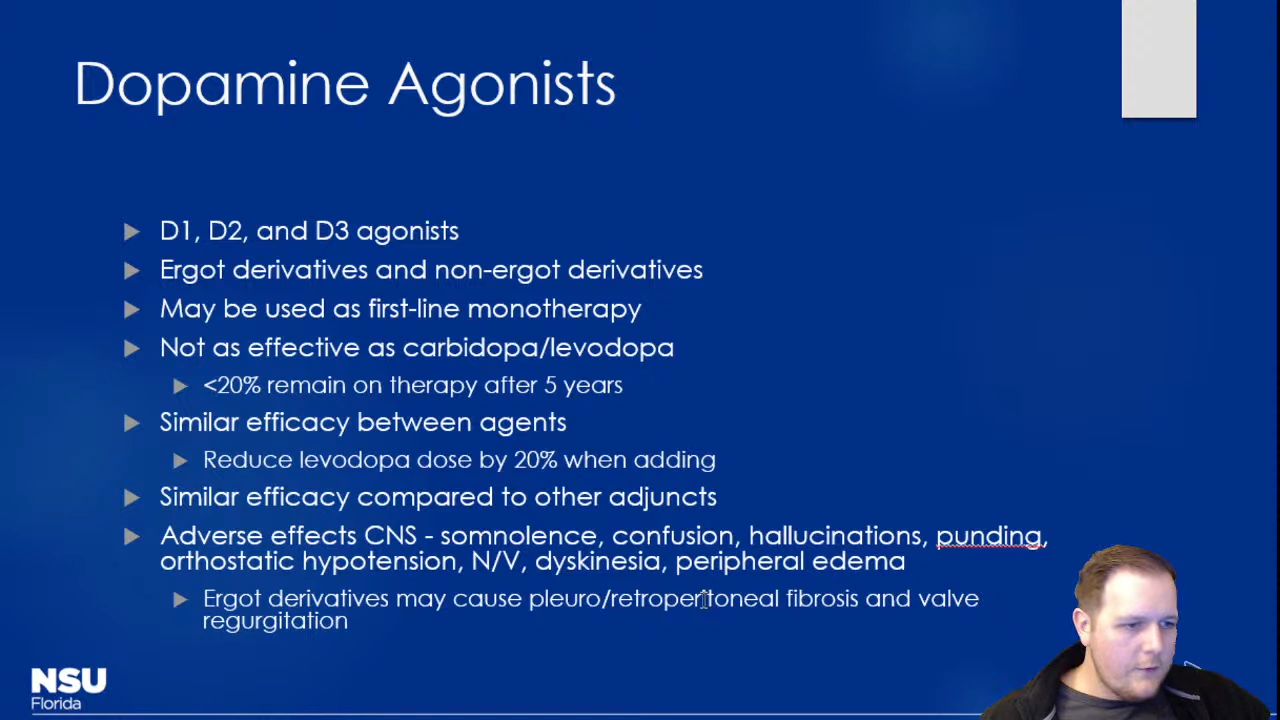 Dopamine Agonists
D1, D2, and D3 agonists
Ergot derivatives and non-ergot derivatives
May be used as first-line monotherapy
Not as effective as carbidopa/levodopa
<20% remain on therapy after 5 years
Similar efficacy between agents
Reduce levodopa dose by 20% when adding
Similar efficacy compared to other adjuncts
Adverse effects CNS - somnolence, confusion, hallucinations, punding,
orthostatic hypotension, N/V, dyskinesia, peripheral edema
Ergot derivatives may cause pleuro/retroperitoneal fibrosis and valve
regurgitation
NSU
Florida